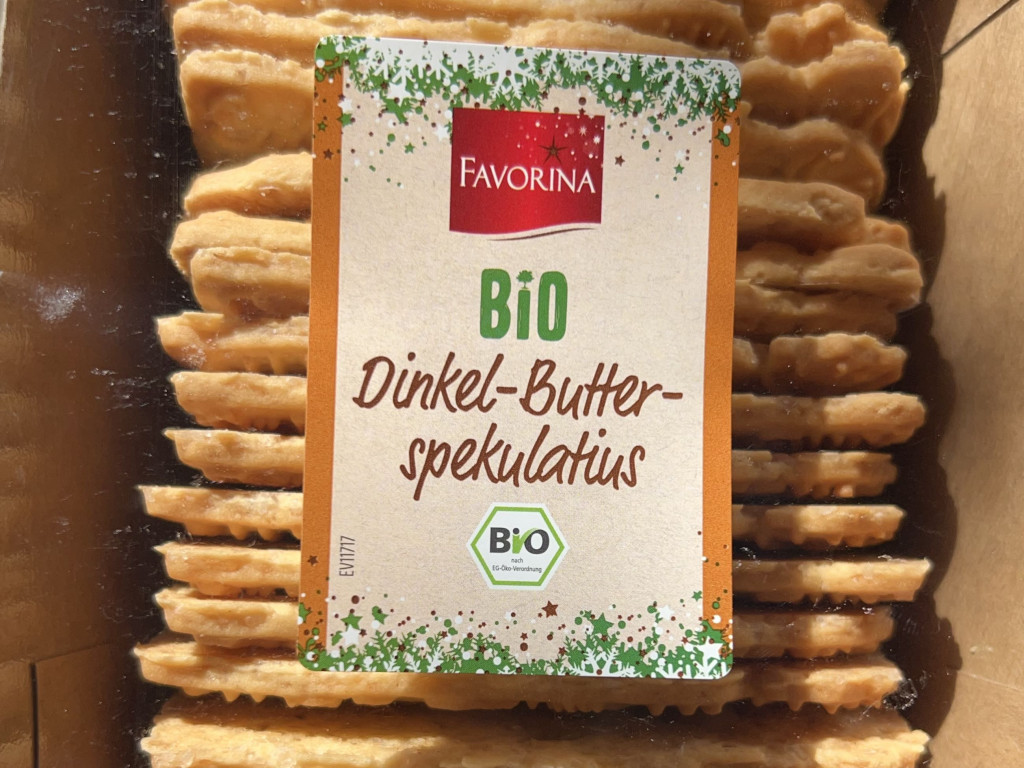 FAVORINA
BiO
Dinkel-Butter-
spekulatius
BiO
nach
EG-Öko-Verordnung
EV11717